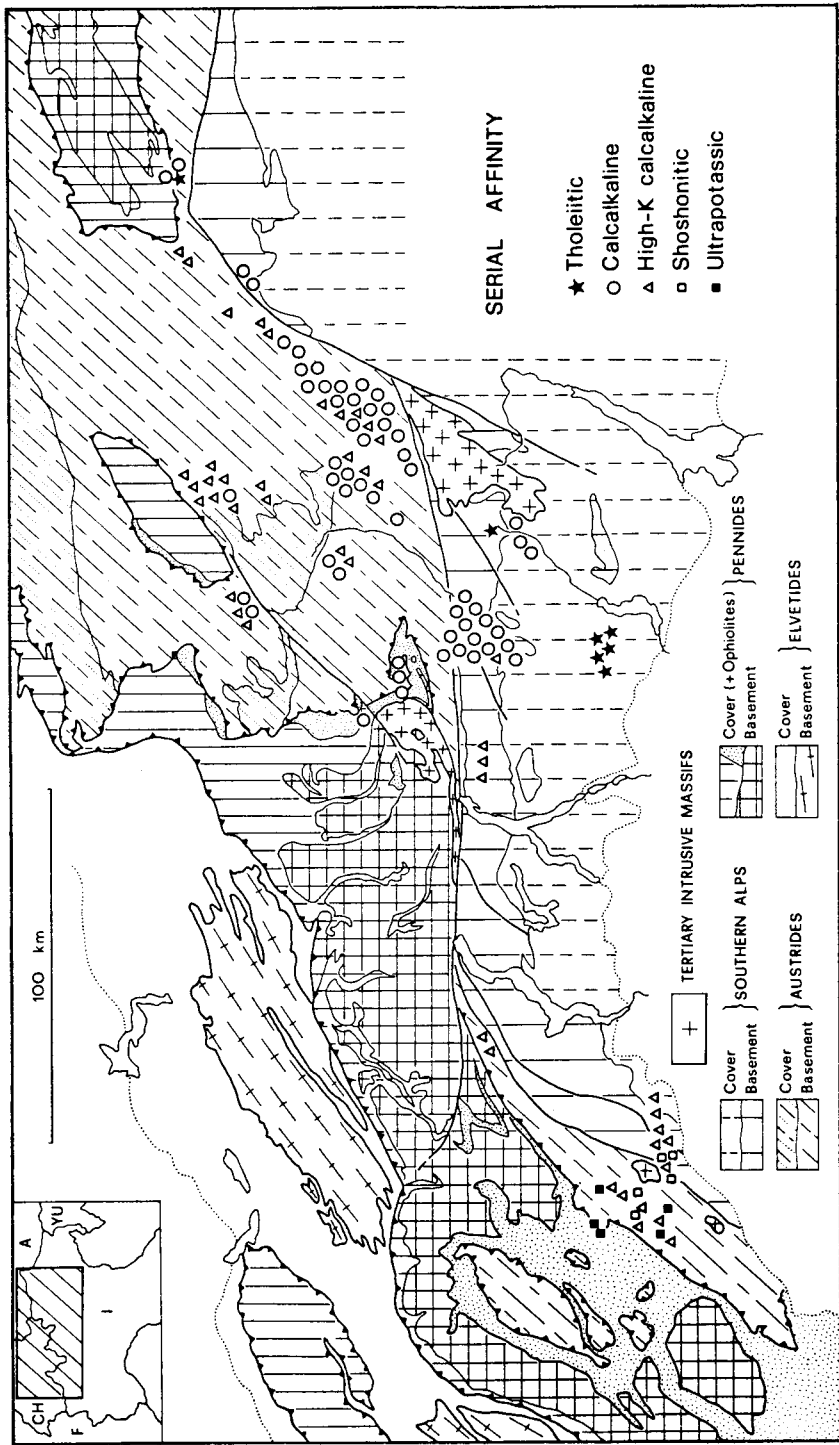 CH
A
YU
F
I
100 km
SERIAL AFFINITY
Tholeiitic
Calcalkaline
High-K calcalkaline
Shoshonitic
Ultrapotassic
TERTIARY INTRUSIVE MASSIFS
Cover
Basement
SOUTHERN ALPS
Cover (+Ophiolites)
Basement
PENNIDES
Cover
Basement
AUSTRIDES
Cover
Basement
ELVETIDES